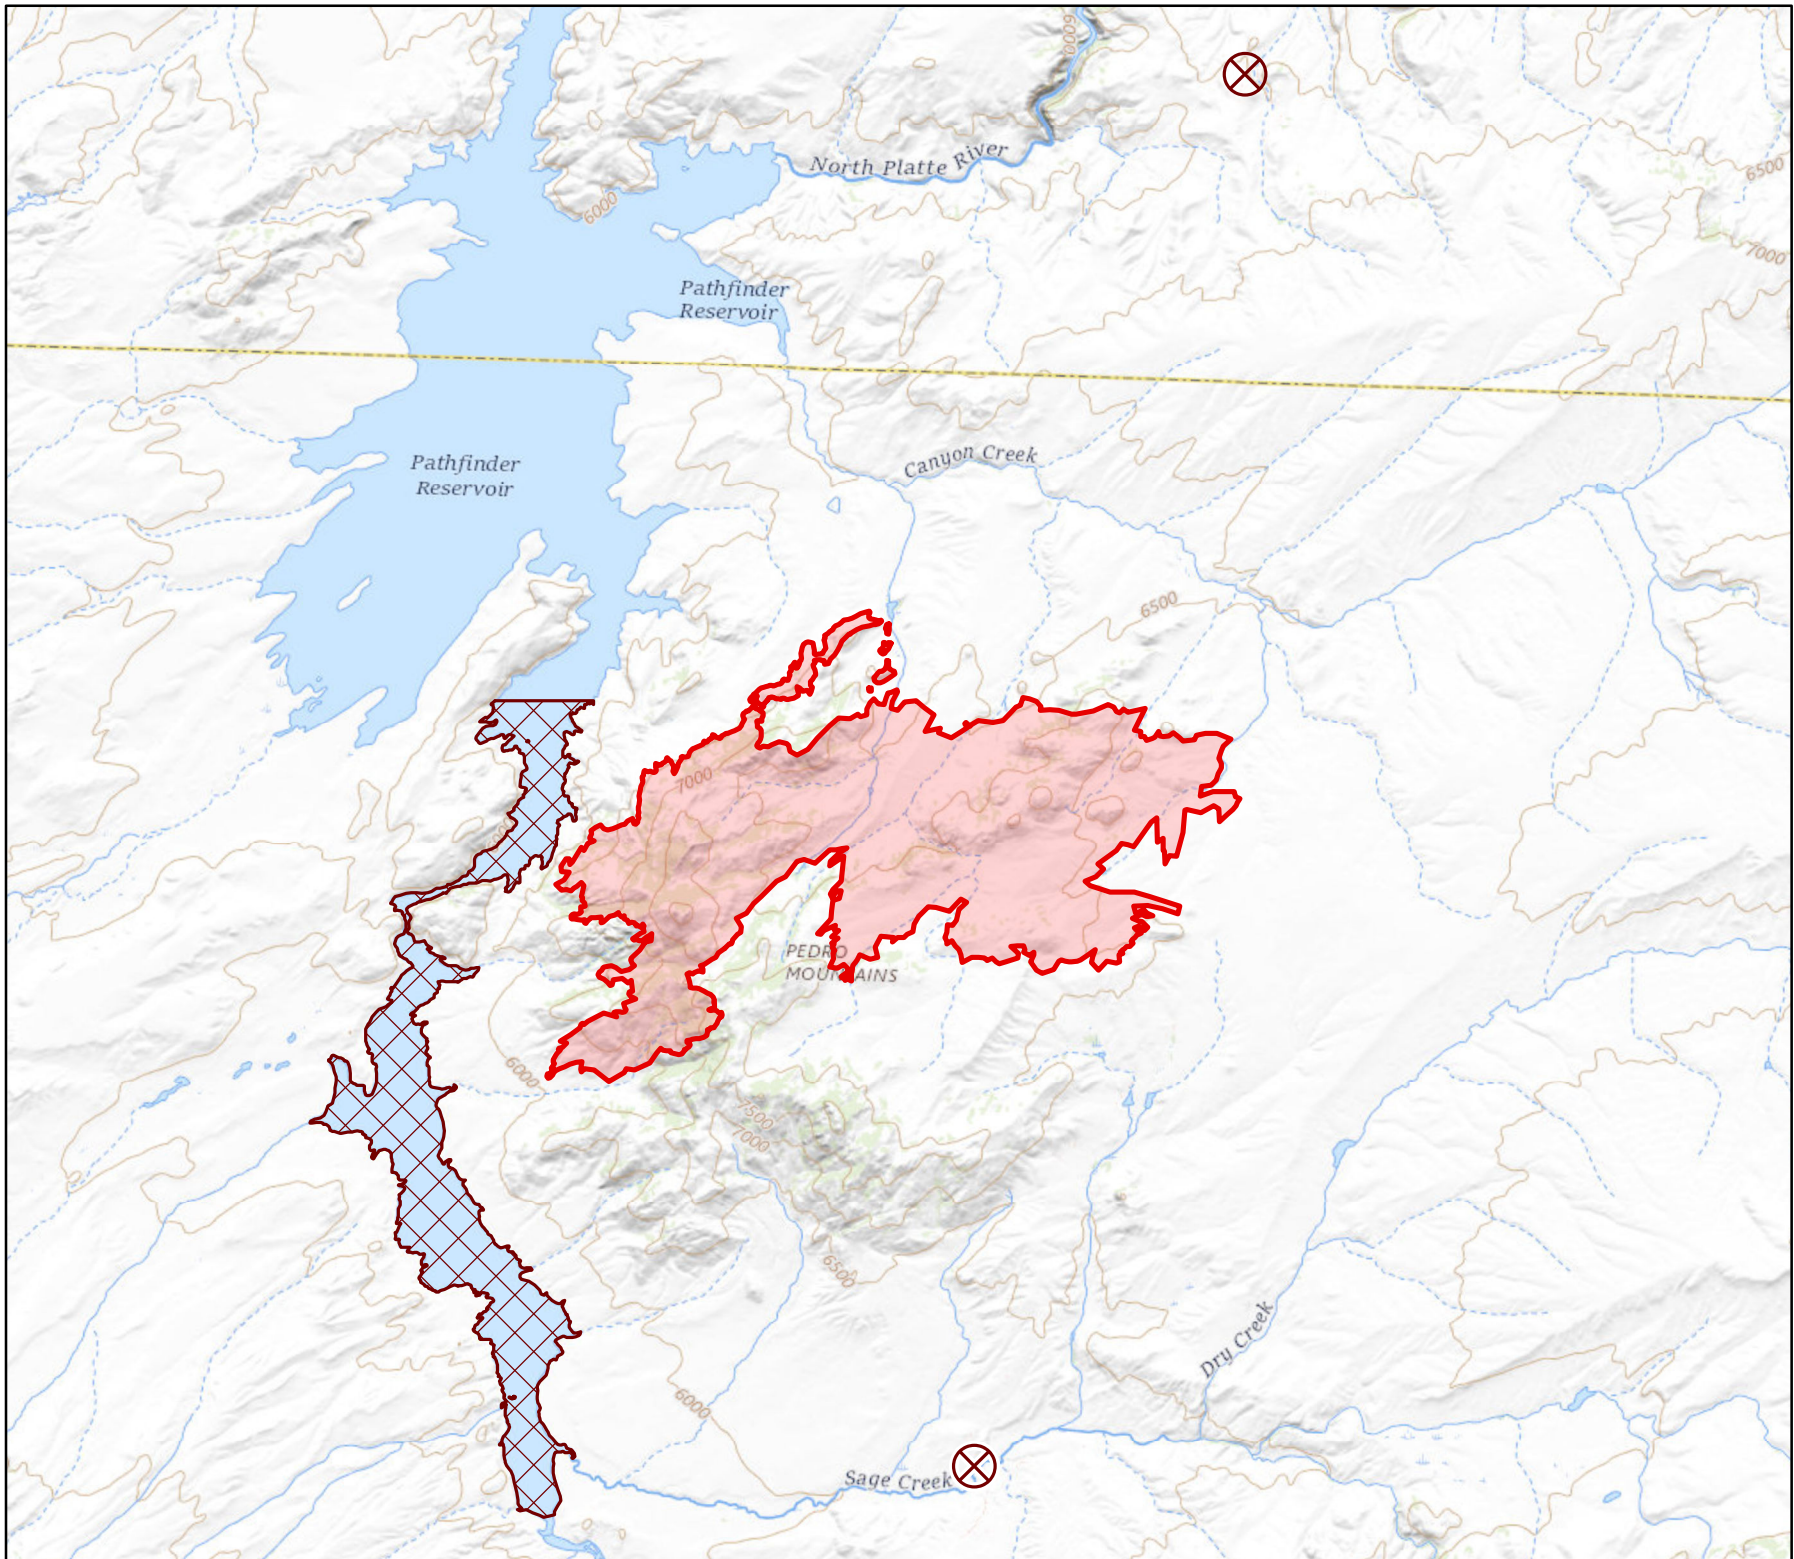 6000
North Platte River
6500
6000
7000
Pathfinder
Reservoir
Canyon Creek
Pathfinder
Reservoir
6500
7000
PEDRO
MOUNTAINS
6000
7500
7000
6500
Dry Creek
6000
Sage Creek